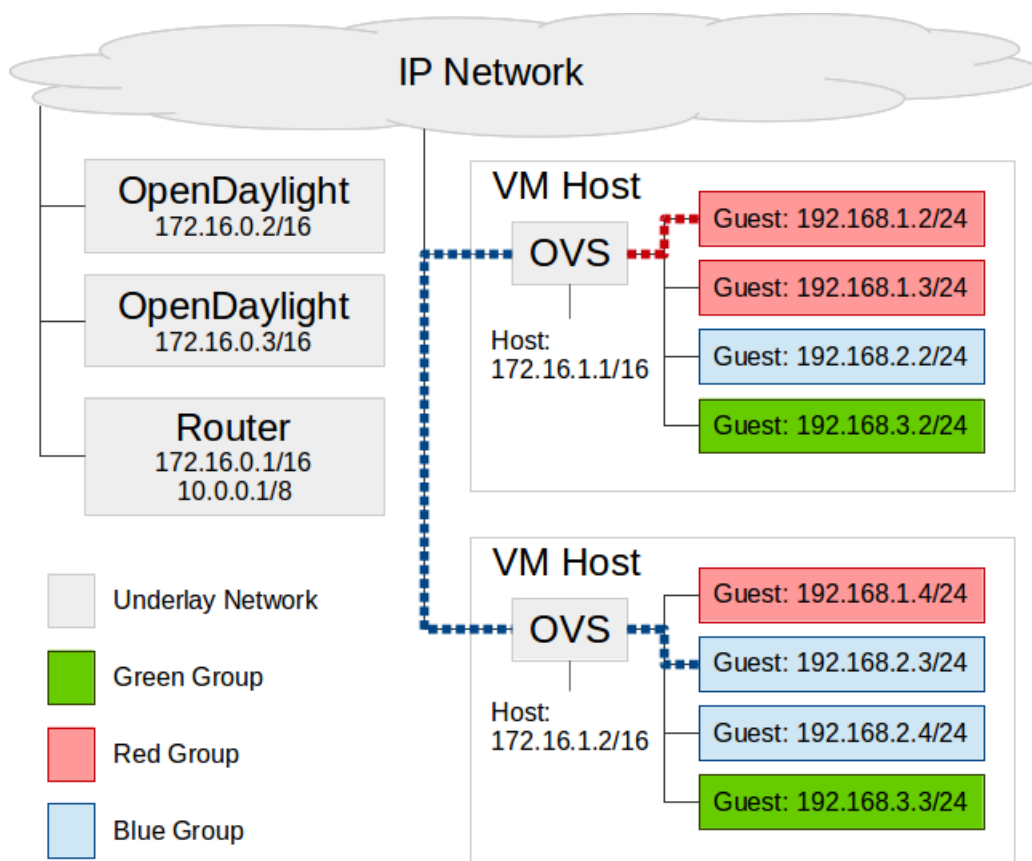 IP Network
OpenDaylight
172.16.0.2/16
OpenDaylight
172.16.0.3/16
Router
172.16.0.1/16
10.0.0.1/8
VM Host
OVS
Host:
172.16.1.1/16
Guest: 192.168.1.2/24
Guest: 192.168.1.3/24
Guest: 192.168.2.2/24
Guest: 192.168.3.2/24
VM Host
OVS
Host:
172.16.1.2/16
Guest: 192.168.1.4/24
Guest: 192.168.2.3/24
Guest: 192.168.2.4/24
Guest: 192.168.3.3/24
Underlay Network
Green Group
Red Group
Blue Group